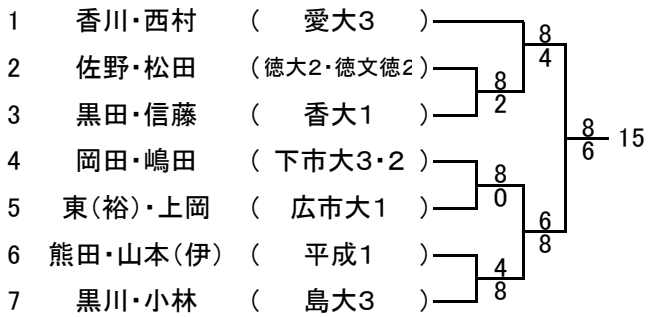 1 香川・西村 ( 愛大3 )
2 佐野・松田 (徳大2・徳文徳2)
3 黒田・信藤 ( 香大1 )
4 岡田・嶋田 ( 下市大3・2 )
5 東(裕)・上岡 ( 広市大1 )
6 熊田・山本(伊) ( 平成1 )
7 黒川・小林 ( 島大3 )
8
4
8
2
8
6
15
8
0
6
8
4
8